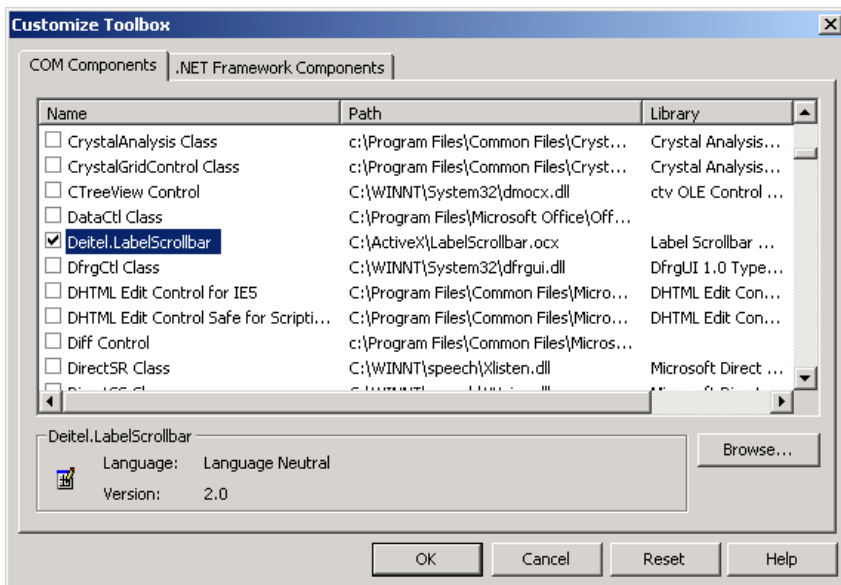 Customize Toolbox
COM Components .NET Framework Components
Name Path Library
CrystalAnalysis Class c:\Program Files\Common Files\Cryst... Crystal Analysis...
CrystalGridControl Class c:\Program Files\Common Files\Cryst... Crystal Analysis...
CTreeView Control C:\WINNT\System32\dmocx.dll ctv OLE Control ...
DataCtl Class C:\Program Files\Microsoft Office\Off...
Deitel.LabelScrollbar C:\ActiveX\LabelScrollbar.ocx Label Scrollbar ...
DfrgCtl Class C:\WINNT\System32\dfrgui.dll DfrgUI 1.0 Type...
DHTML Edit Control for IE5 C:\Program Files\Common Files\Micro... DHTML Edit Con...
DHTML Edit Control Safe for Scripti... C:\Program Files\Common Files\Micro... DHTML Edit Con...
Diff Control c:\Program Files\Common Files\Micros...
DirectSR Class C:\WINNT\speech\Xlisten.dll Microsoft Direct ...
Deitel.LabelScrollbar
Language: Language Neutral
Version: 2.0
Browse...
OK Cancel Reset Help